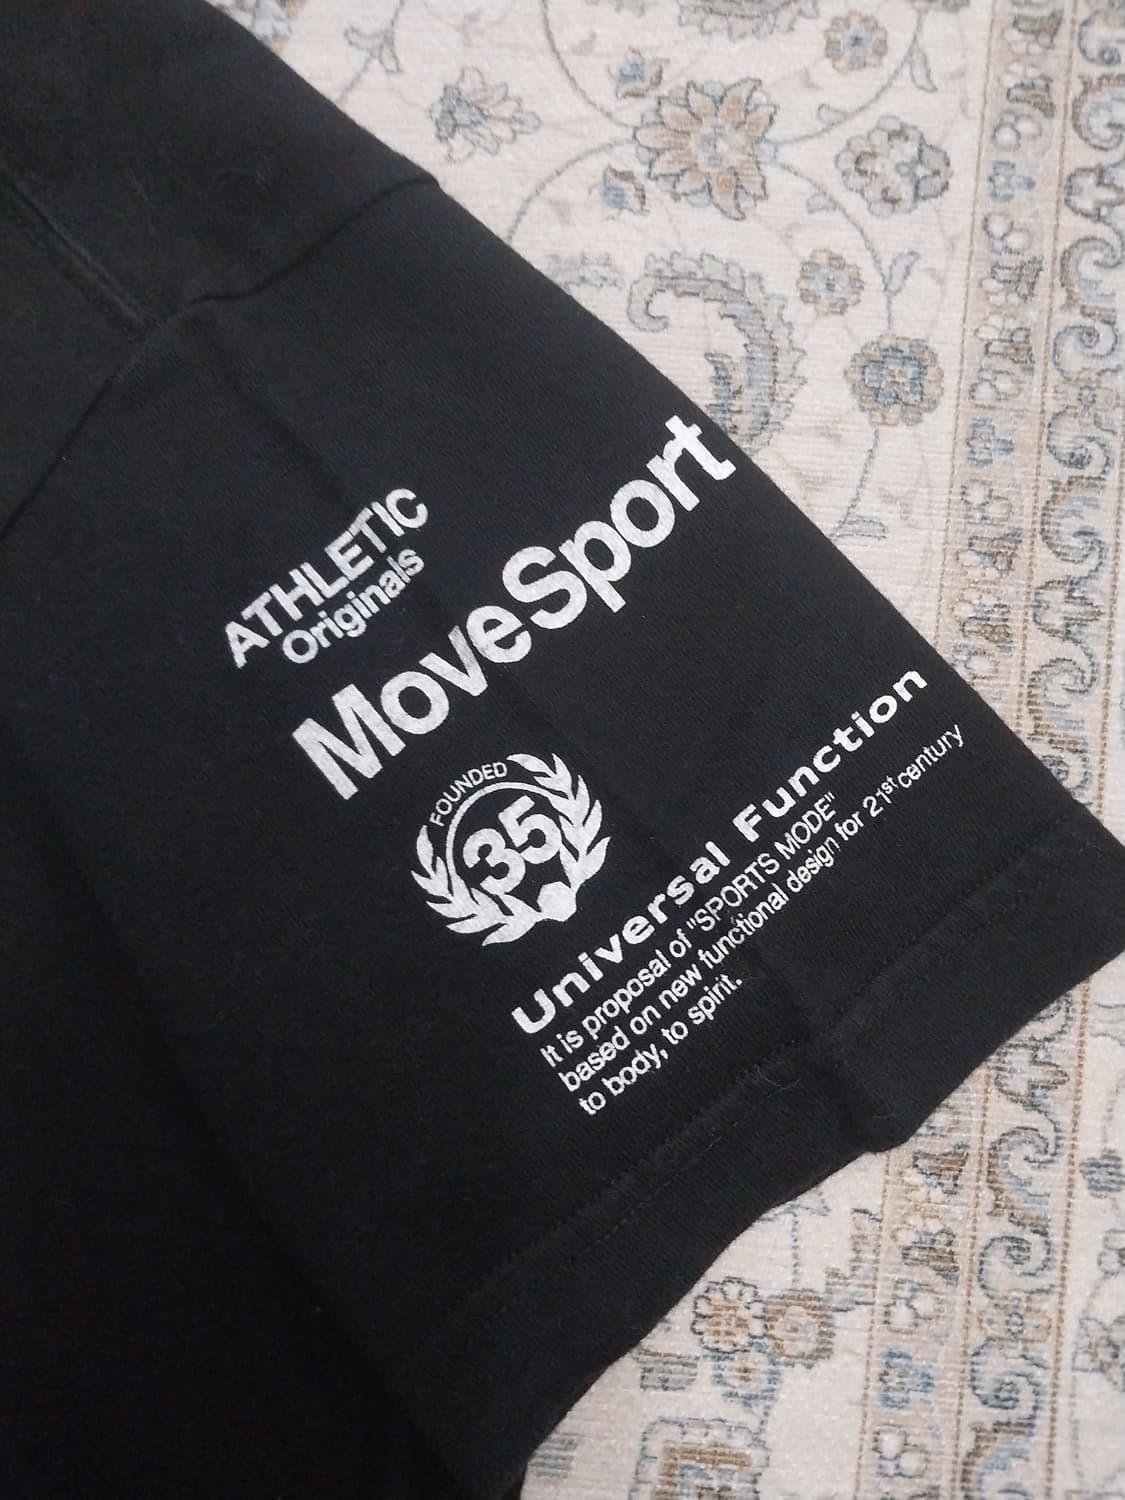 ATHLETIC
Originals
MoveSport
FOUNDED
35
Universal Function
It is proposal of "SPORTS MODE"
based on new functional design for 21st century
to body, to spirit.